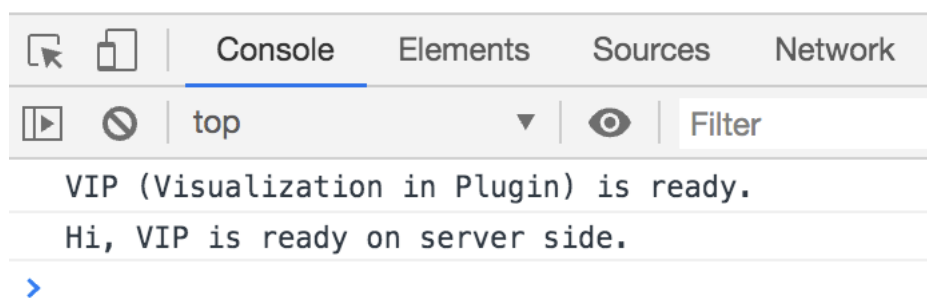 Console Elements Sources Network
top Filter
VIP (Visualization in Plugin) is ready.
Hi, VIP is ready on server side.